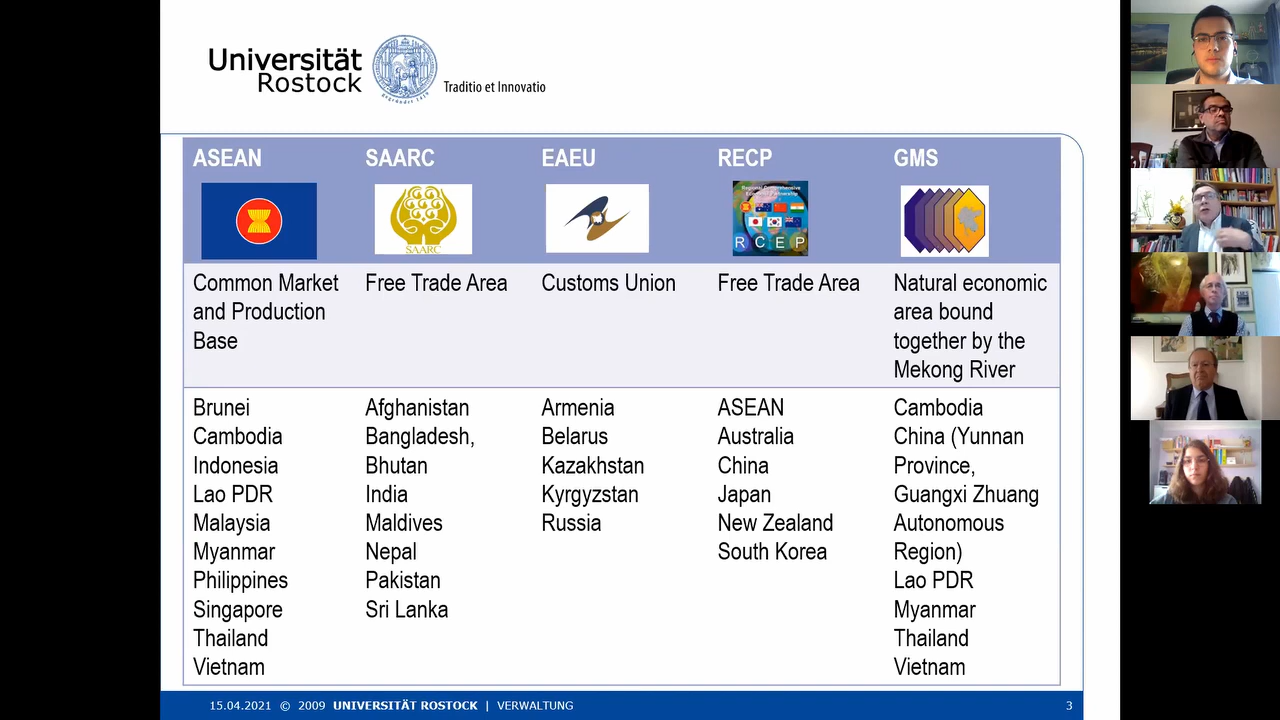 Universität
Rostock
Traditio et Innovatio
ASEAN
SAARC
EAEU
RECP
GMS
SAARC
Regional Comprehensive
Economic Partnership
R C E P
Common Market
and Production
Base
Free Trade Area
Customs Union
Free Trade Area
Natural economic
area bound
together by the
Mekong River
Brunei
Cambodia
Indonesia
Lao PDR
Malaysia
Myanmar
Philippines
Singapore
Thailand
Vietnam
Afghanistan
Bangladesh,
Bhutan
India
Maldives
Nepal
Pakistan
Sri Lanka
Armenia
Belarus
Kazakhstan
Kyrgyzstan
Russia
ASEAN
Australia
China
Japan
New Zealand
South Korea
Cambodia
China (Yunnan
Province,
Guangxi Zhuang
Autonomous
Region)
Lao PDR
Myanmar
Thailand
Vietnam
15.04.2021 © 2009 UNIVERSITÄT ROSTOCK | VERWALTUNG
3